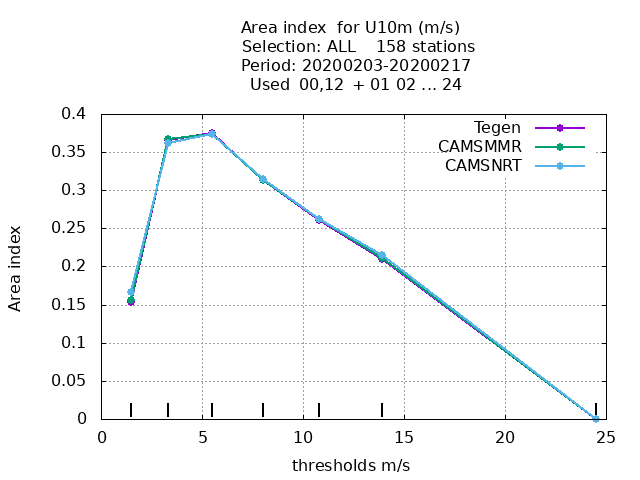 Area index  for U10m (m/s)
Selection: ALL    158 stations
Period: 20200203-20200217
Used  00,12  + 01 02 ... 24
Tegen
CAMSMMR
CAMSNRT
Area index
0.4
0.35
0.3
0.25
0.2
0.15
0.1
0.05
0
0 5 10 15 20 25
thresholds m/s